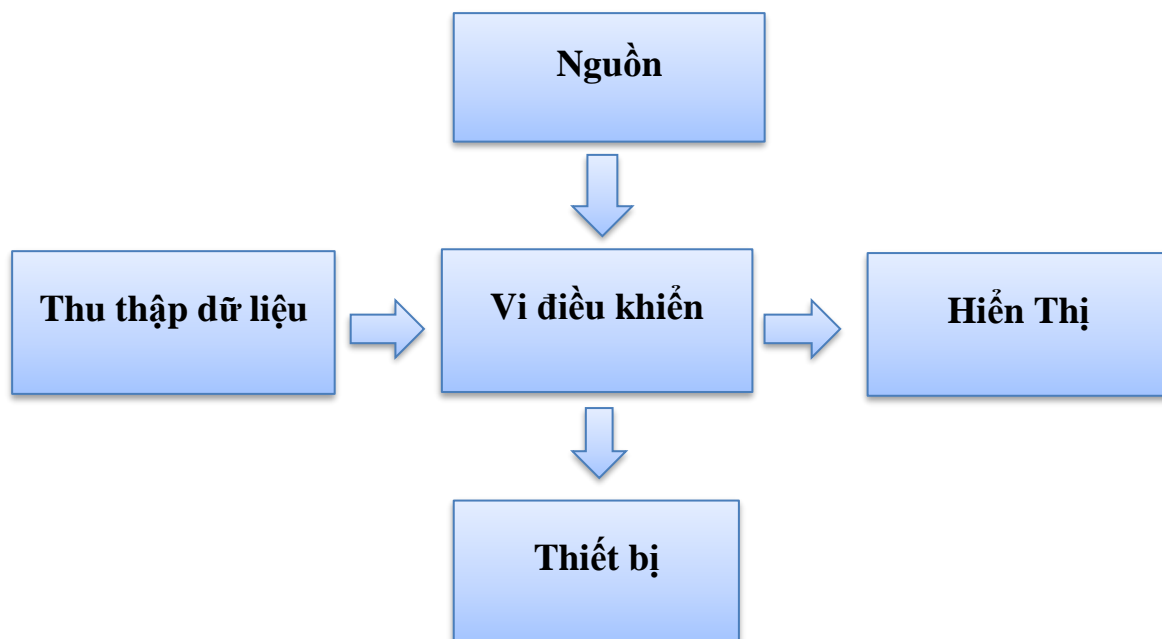 Nguồn
Thu thập dữ liệu
Vi điều khiển
Hiển Thị
Thiết bị